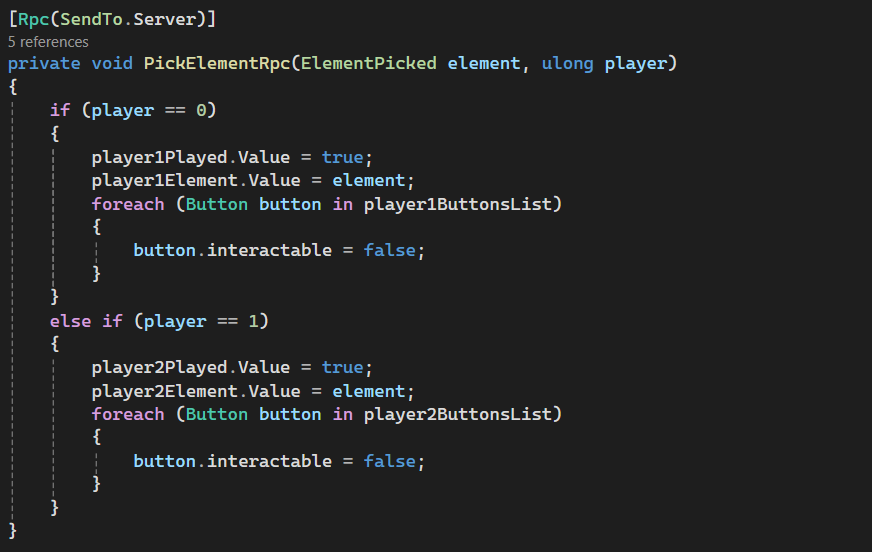 [Rpc(SendTo.Server)]
5 references
private void PickElementRpc(ElementPicked element, ulong player)
{
    if (player == 0)
    {
        player1Played.Value = true;
        player1Element.Value = element;
        foreach (Button button in player1ButtonsList)
        {
            button.interactable = false;
        }
    }
    else if (player == 1)
    {
        player2Played.Value = true;
        player2Element.Value = element;
        foreach (Button button in player2ButtonsList)
        {
            button.interactable = false;
        }
    }
}